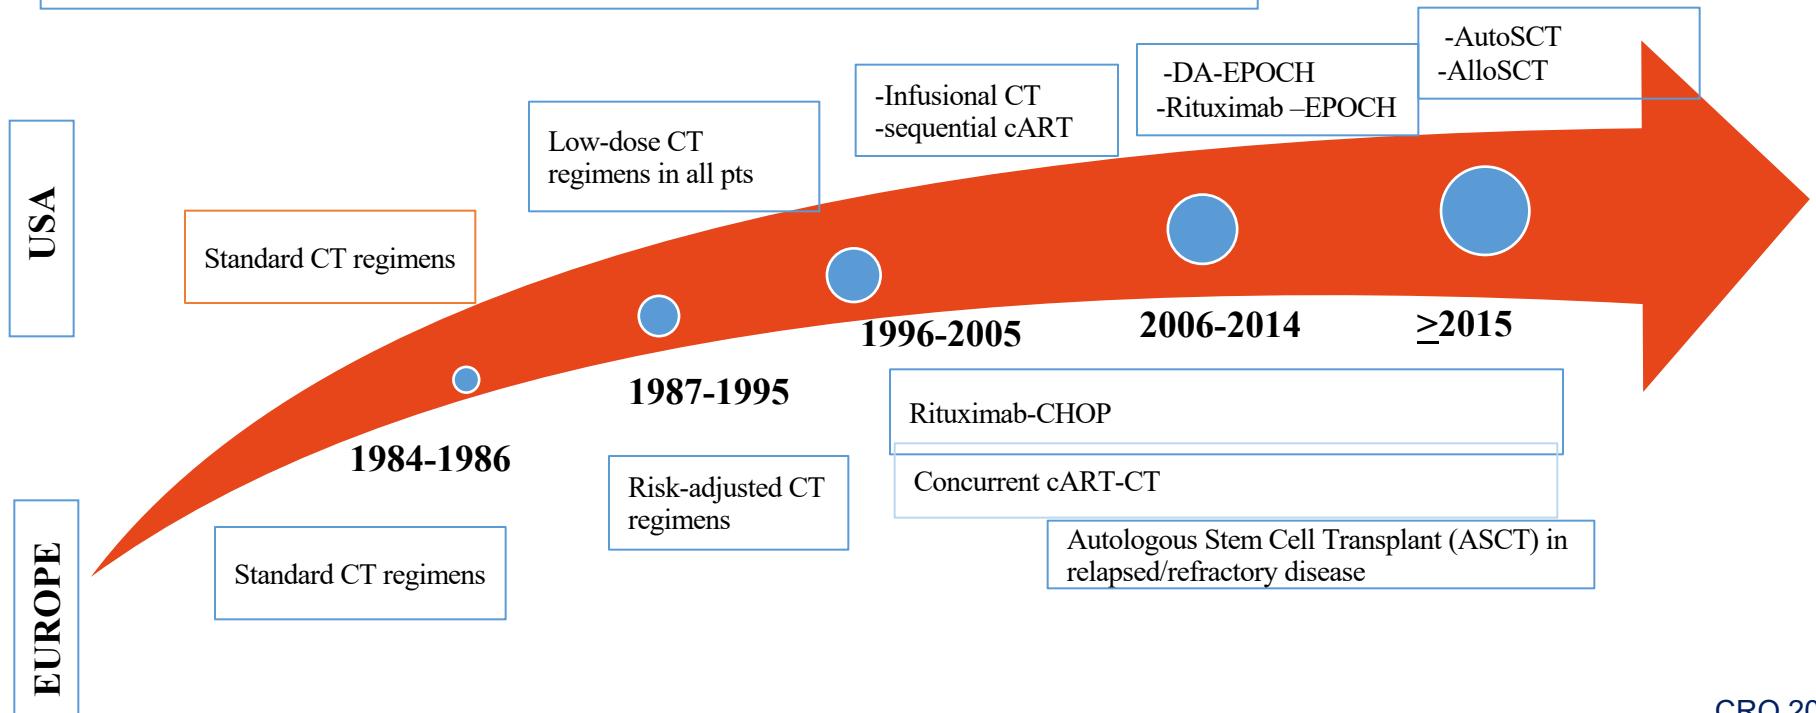 -AutoSCT
-AlloSCT
-DA-EPOCH
-Rituximab –EPOCH
-Infusional CT
-sequential cART
Low-dose CT
regimens in all pts
Standard CT regimens
USA
1984-1986
1987-1995
1996-2005
2006-2014
≥2015
EUROPE
Standard CT regimens
Risk-adjusted CT
regimens
Rituximab-CHOP
Concurrent cART-CT
Autologous Stem Cell Transplant (ASCT) in
relapsed/refractory disease